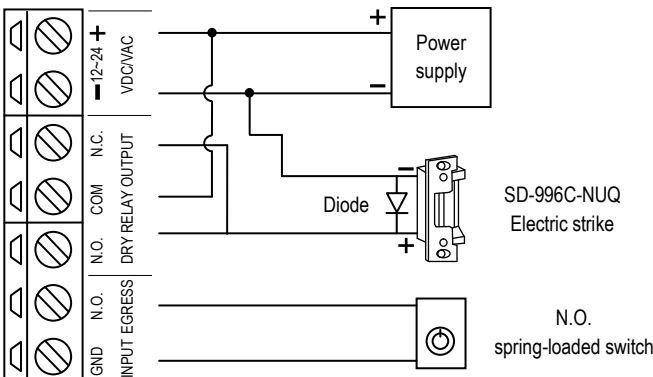 ━ 12~24 +
VDC/VAC
+
━
Power
supply
N.O. COM N.C.
DRY RELAY OUTPUT
Diode
━
+
SD-996C-NUQ
Electric strike
GND N.O.
INPUT EGRESS
N.O.
spring-loaded switch